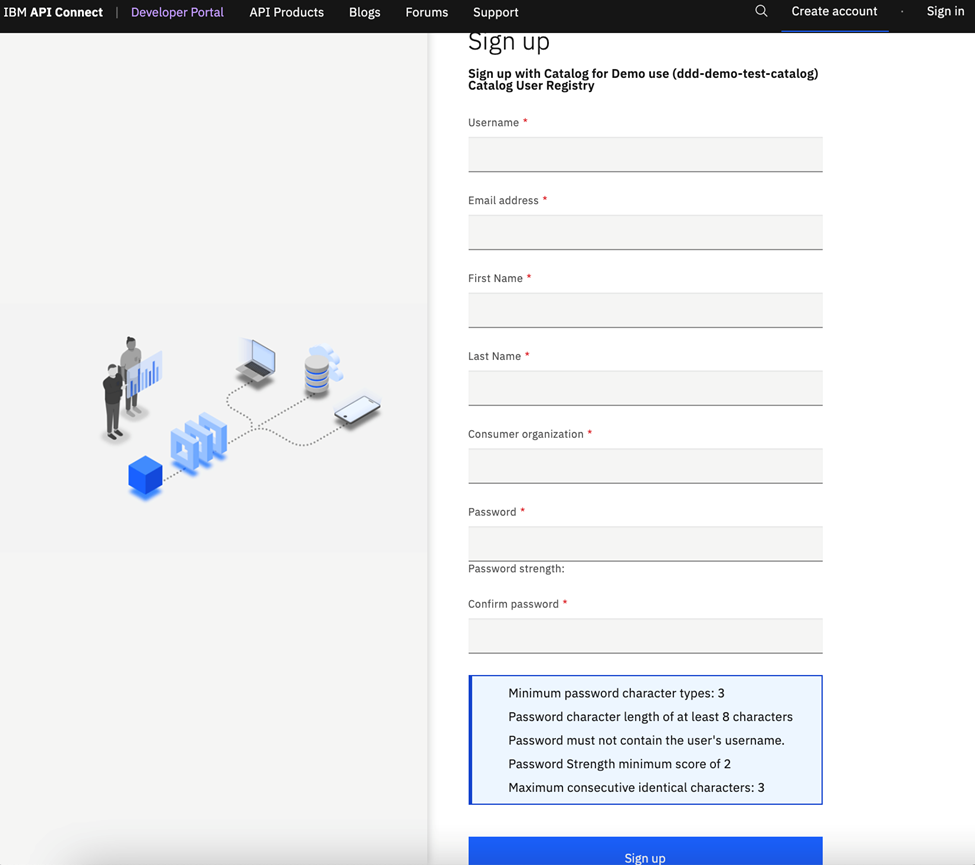 IBM API Connect | Developer Portal API Products Blogs Forums Support Create account · Sign in
Sign up
Sign up with Catalog for Demo use (ddd-demo-test-catalog)
Catalog User Registry
Username *
Email address *
First Name *
Last Name *
Consumer organization *
Password *
Password strength:
Confirm password *
Minimum password character types: 3
Password character length of at least 8 characters
Password must not contain the user's username.
Password Strength minimum score of 2
Maximum consecutive identical characters: 3
Sign up